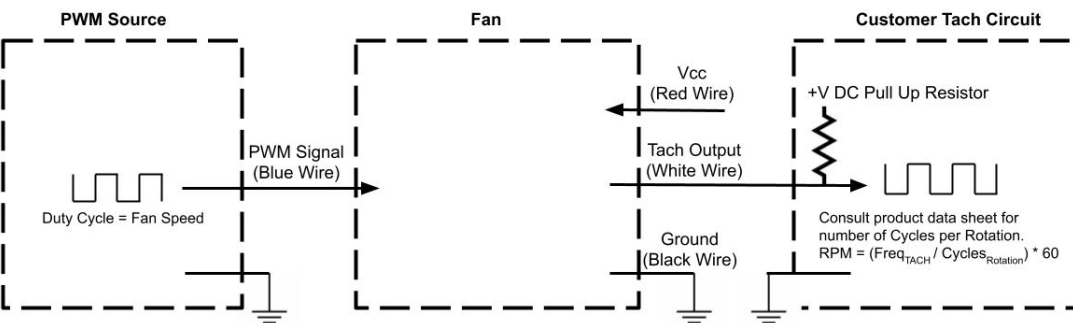 PWM Source
Fan
Customer Tach Circuit
Vcc
(Red Wire)
+V DC Pull Up Resistor
PWM Signal
(Blue Wire)
Tach Output
(White Wire)
Duty Cycle = Fan Speed
Consult product data sheet for
number of Cycles per Rotation.
RPM = (Freq_TACH / Cycles_Rotation) * 60
Ground
(Black Wire)